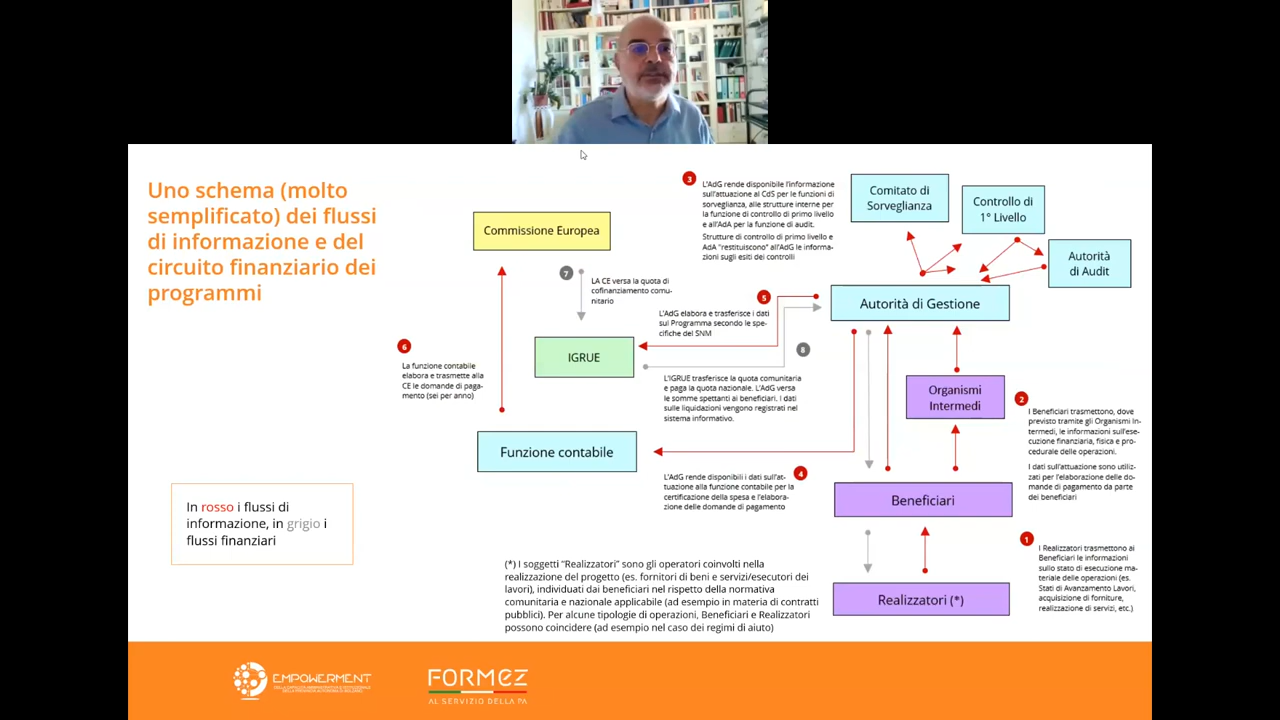 Uno schema (molto
semplificato) dei flussi
di informazione e del
circuito finanziario dei
programmi
In rosso i flussi di
informazione, in grigio i
flussi finanziari
Commissione Europea
7
LA CE versa la quota di
cofinanziamento comu-
nitario
IGRUE
6
La funzione contabile
elabora e trasmette alla
CE le domande di paga-
mento (sei per anno)
Funzione contabile
3
L'AdG rende disponibile l'informazione
sull'attuazione al CdS per le funzioni di
sorveglianza, alle strutture interne per
la funzione di controllo di primo livello
e all'AdA per la funzione di audit.
Strutture di controllo di primo livello e
AdA "restituiscono" all'AdG le informa-
zioni sugli esiti dei controlli
Comitato di
Sorveglianza
Controllo di
1° Livello
Autorità
di Audit
Autorità di Gestione
5
L'AdG elabora e trasferisce i dati
sul Programma secondo le spe-
cifiche del SNM
8
L'IGRUE trasferisce la quota comunitaria
e paga la quota nazionale. L'AdG versa
le somme spettanti ai beneficiari. I dati
sulle liquidazioni vengono registrati nel
sistema informativo.
4
L'AdG rende disponibili i dati sull'at-
tuazione alla funzione contabile per la
certificazione della spesa e l'elabora-
zione delle domande di pagamento
Organismi
Intermedi
2
I Beneficiari trasmettono, dove
previsto tramite gli Organismi In-
termedi, le informazioni sull'ese-
cuzione finanziaria, fisica e pro-
cedurale delle operazioni.
I dati sull'attuazione sono utiliz-
zati per l'elaborazione delle do-
mande di pagamento da parte
dei beneficiari
Beneficiari
1
I Realizzatori trasmettono ai
Beneficiari le informazioni
sullo stato di esecuzione ma-
teriale delle operazioni (es.
Stati di Avanzamento Lavori,
acquisizione di forniture,
realizzazione di servizi, etc.)
Realizzatori (*)
(*) I soggetti "Realizzatori" sono gli operatori coinvolti nella
realizzazione del progetto (es. fornitori di beni e servizi/esecutori dei
lavori), individuati dai beneficiari nel rispetto della normativa
comunitaria e nazionale applicabile (ad esempio in materia di contratti
pubblici). Per alcune tipologie di operazioni, Beneficiari e Realizzatori
possono coincidere (ad esempio nel caso dei regimi di aiuto)
EMPOWERMENT
FORMEZ
AL SERVIZIO DELLA PA